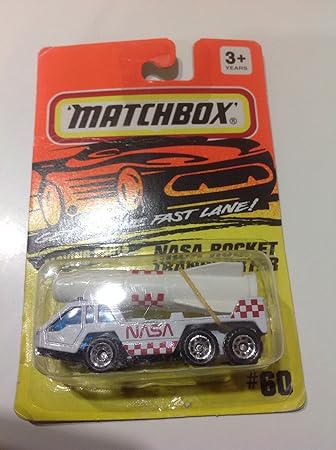 3+
YEARS
MATCHBOX®
FAST LANE!
NASA ROCKET
NASA
#60